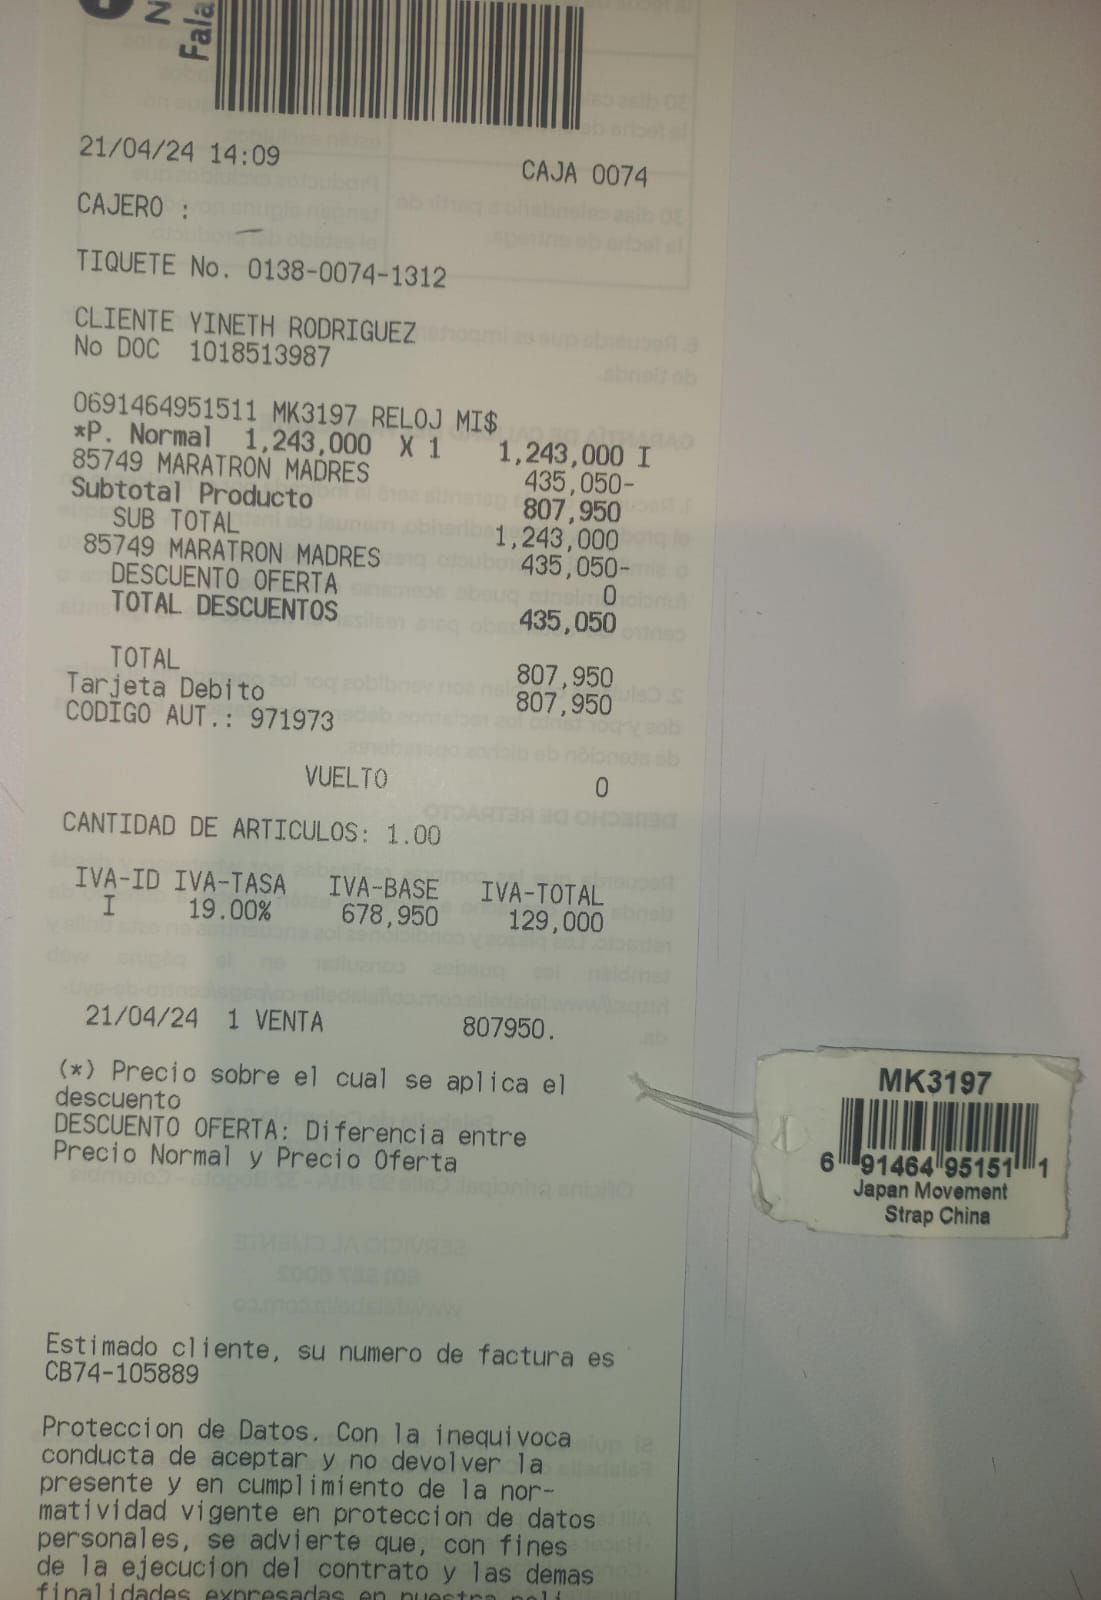 Fala
21/04/24 14:09 CAJA 0074
CAJERO :
TIQUETE No. 0138-0074-1312
CLIENTE YINETH RODRIGUEZ
No DOC 1018513987
0691464951511 MK3197 RELOJ MI$
*P. Normal 1,243,000 X 1 1,243,000 I
85749 MARATRON MADRES 435,050-
Subtotal Producto 807,950
SUB TOTAL 1,243,000
85749 MARATRON MADRES 435,050-
DESCUENTO OFERTA 0
TOTAL DESCUENTOS 435,050
TOTAL 807,950
Tarjeta Debito 807,950
CODIGO AUT.: 971973
VUELTO 0
CANTIDAD DE ARTICULOS: 1.00
IVA-ID IVA-TASA IVA-BASE IVA-TOTAL
I 19.00% 678,950 129,000
21/04/24 1 VENTA 807950.
(*) Precio sobre el cual se aplica el
descuento
DESCUENTO OFERTA: Diferencia entre
Precio Normal y Precio Oferta
Estimado cliente, su numero de factura es
CB74-105889
Proteccion de Datos. Con la inequivoca
conducta de aceptar y no devolver la
presente y en cumplimiento de la nor-
matividad vigente en proteccion de datos
personales, se advierte que, con fines
de la ejecucion del contrato y las demas
finalidades expresadas en nuestra poli
MK3197
6 91464 95151 1
Japan Movement
Strap China